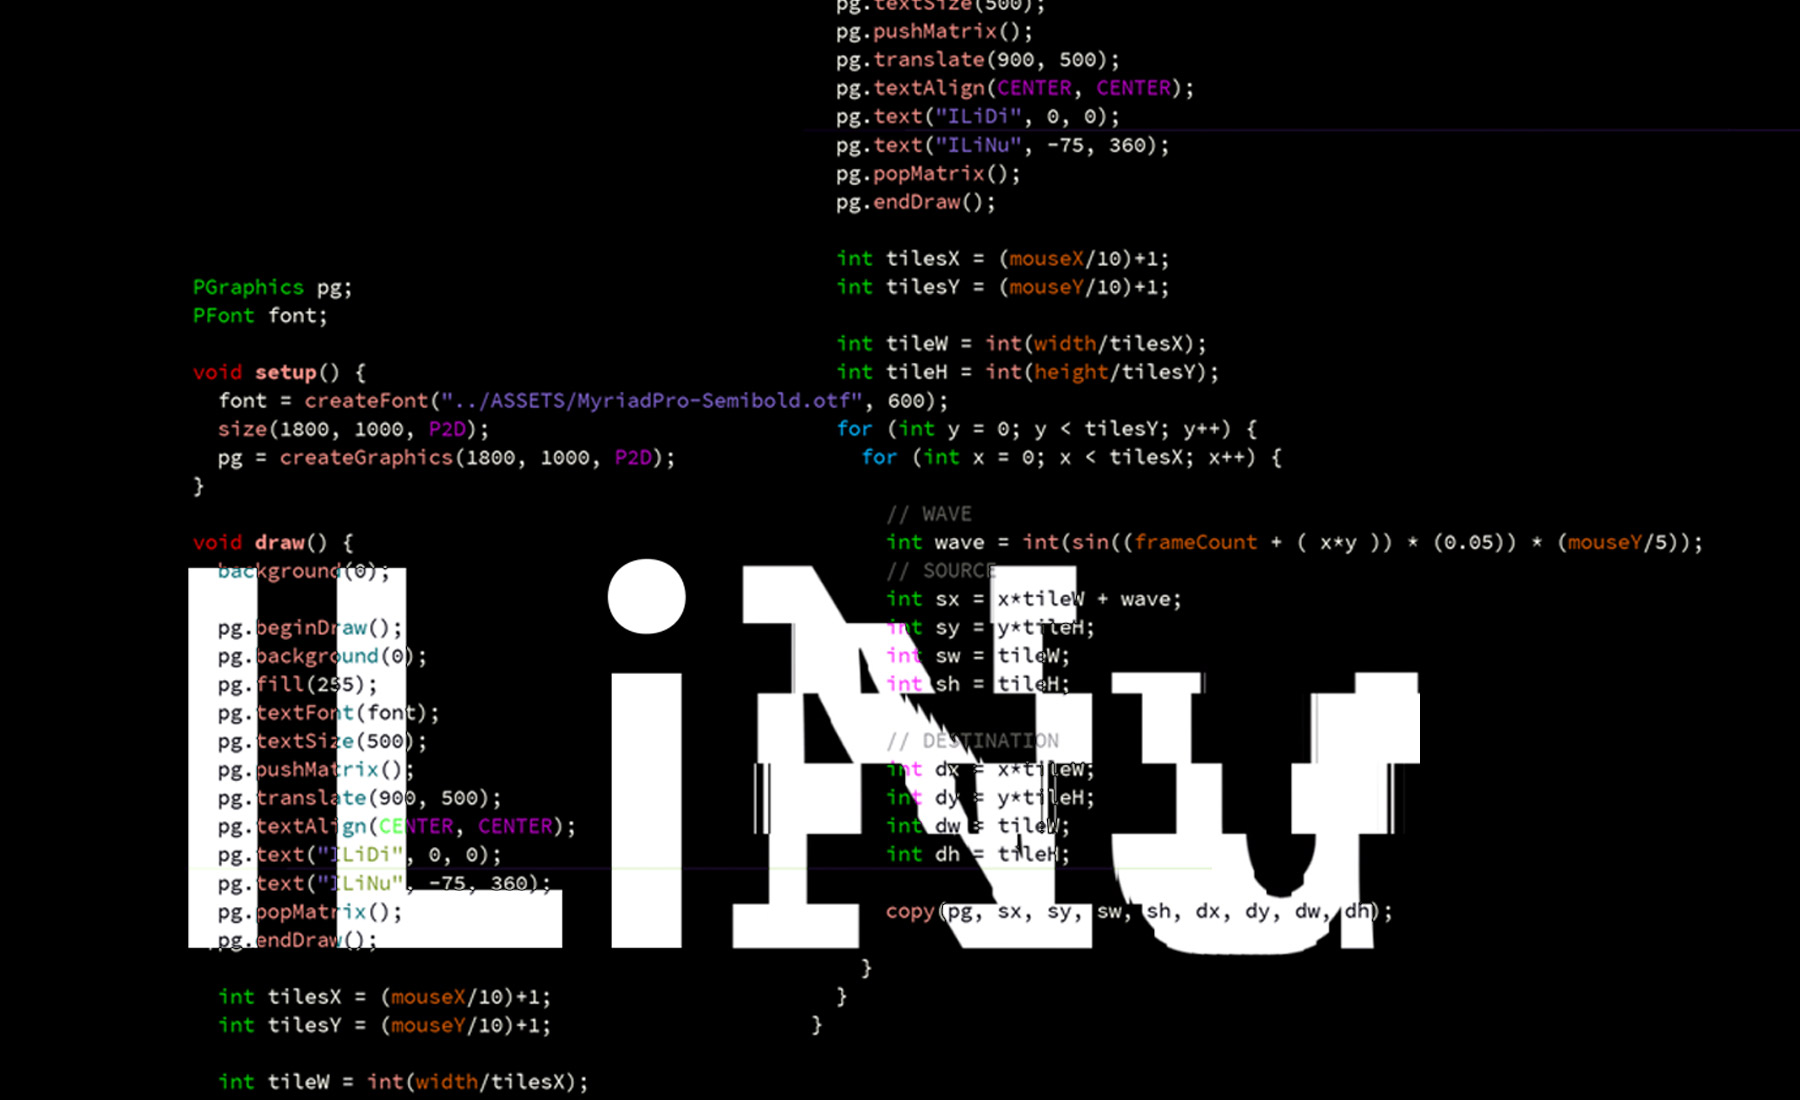 PGraphics pg;
PFont font;
void setup() {
font = createFont("../ASSETS/MyriadPro-Semibold.otf", 600);
size(1800, 1000, P2D);
pg = createGraphics(1800, 1000, P2D);
}
void draw() {
background(0);
pg.beginDraw();
pg.background(0);
pg.fill(255);
pg.textFont(font);
pg.textSize(500);
pg.pushMatrix();
pg.translate(900, 500);
pg.textAlign(CENTER, CENTER);
pg.text("ILiDi", 0, 0);
pg.text("ILiNu", -75, 360);
pg.popMatrix();
pg.endDraw();
int tilesX = (mouseX/10)+1;
int tilesY = (mouseY/10)+1;
int tileW = int(width/tilesX);
pg.textSize(500);
pg.pushMatrix();
pg.translate(900, 500);
pg.textAlign(CENTER, CENTER);
pg.text("ILiDi", 0, 0);
pg.text("ILiNu", -75, 360);
pg.popMatrix();
pg.endDraw();
int tilesX = (mouseX/10)+1;
int tilesY = (mouseY/10)+1;
int tileW = int(width/tilesX);
int tileH = int(height/tilesY);
for (int y = 0; y < tilesY; y++) {
for (int x = 0; x < tilesX; x++) {
// WAVE
int wave = int(sin((frameCount + ( x*y )) * (0.05)) * (mouseY/5));
// SOURCE
int sx = x*tileW + wave;
int sy = y*tileH;
int sw = tileW;
int sh = tileH;
// DESTINATION
int dx = x*tileW;
int dy = y*tileH;
int dw = tileW;
int dh = tileH;
copy(pg, sx, sy, sw, sh, dx, dy, dw, dh);
}
}
}
ILiNu